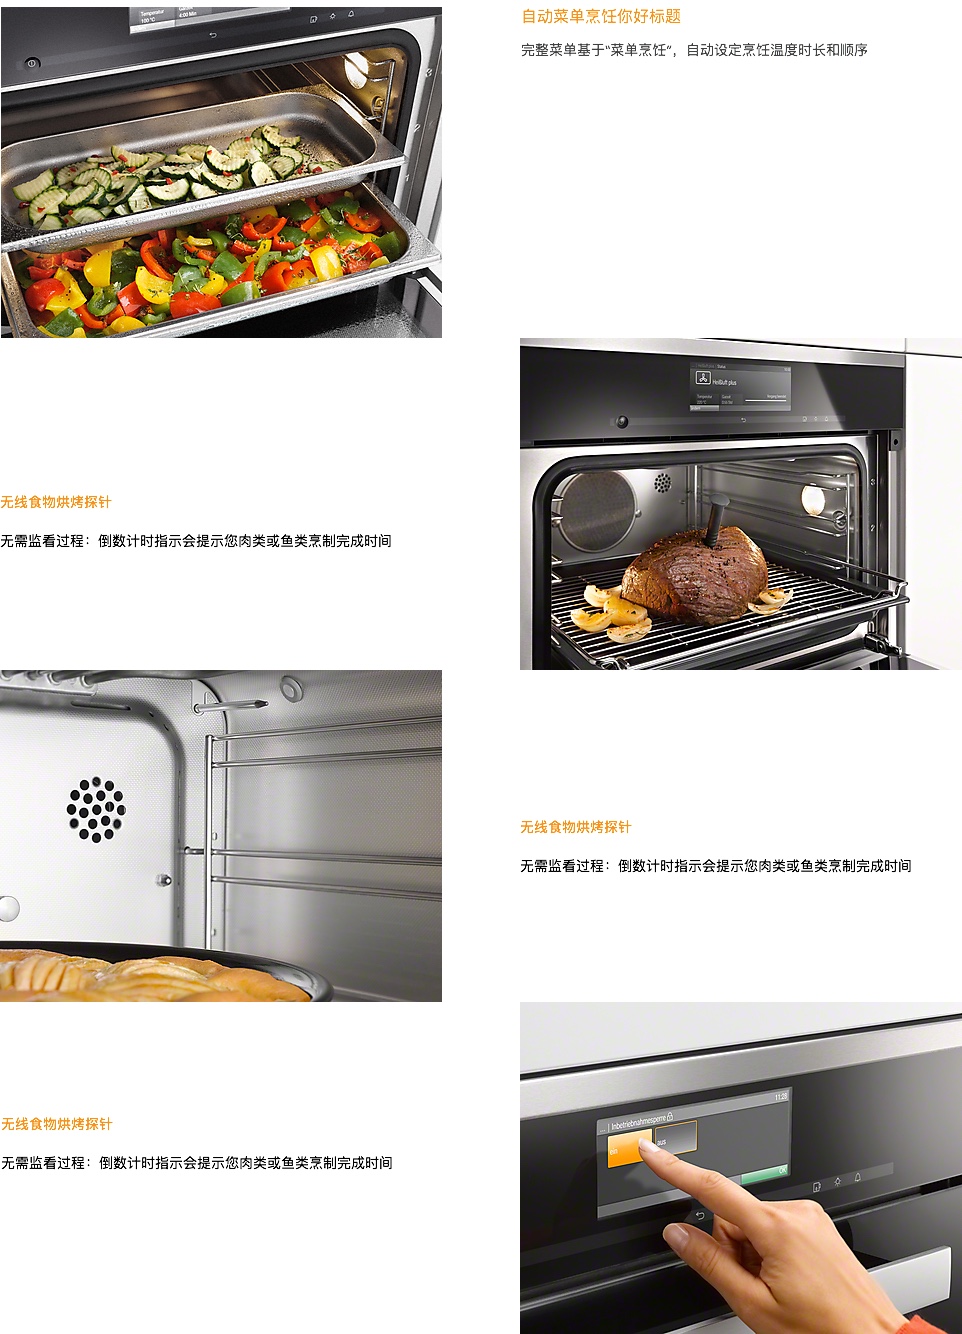 自动菜单烹饪你好标题
完整菜单基于“菜单烹饪”，自动设定烹饪温度时长和顺序
Temperatur
100 °C
4:00 Min
Heißluft plus
无线食物烘烤探针
无需监看过程：倒数计时指示会提示您肉类或鱼类烹制完成时间
无线食物烘烤探针
无需监看过程：倒数计时指示会提示您肉类或鱼类烹制完成时间
11:28
... | Inbetriebnahmesperre
ein
aus
OK
无线食物烘烤探针
无需监看过程：倒数计时指示会提示您肉类或鱼类烹制完成时间